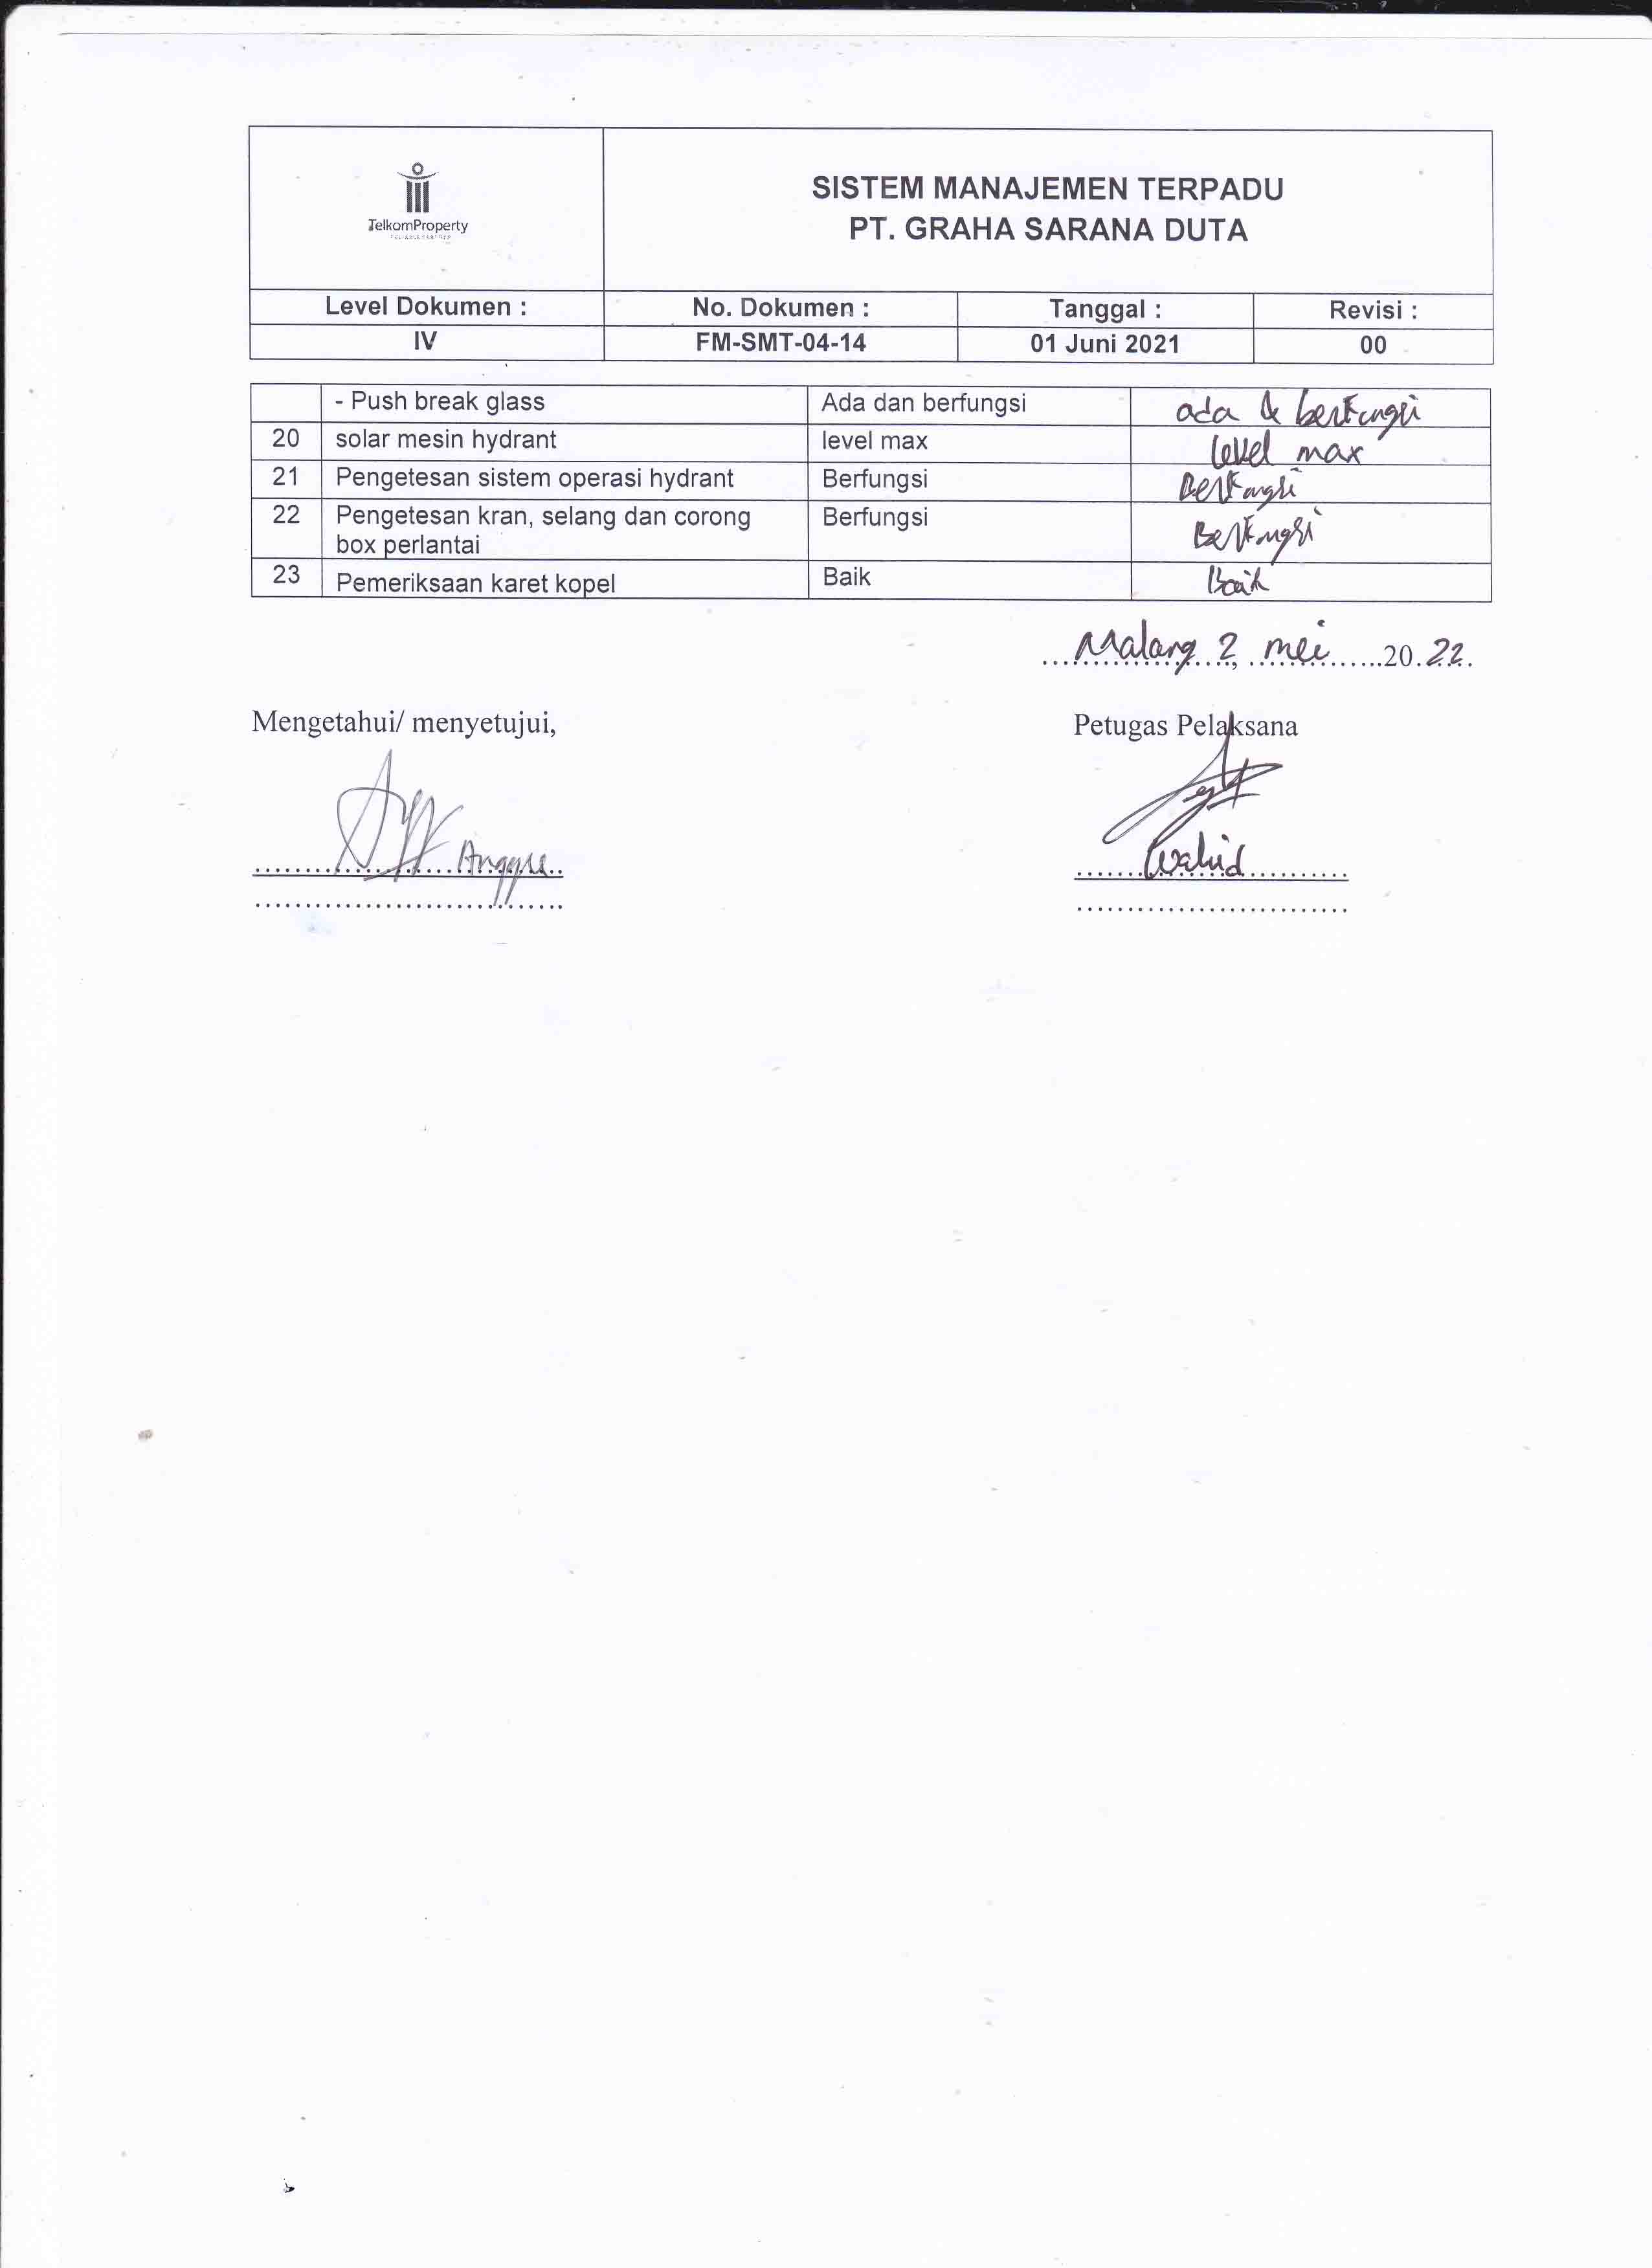 SISTEM MANAJEMEN TERPADU
PT. GRAHA SARANA DUTA
TelkomProperty
Level Dokumen : No. Dokumen : Tanggal : Revisi :
IV FM-SMT-04-14 01 Juni 2021 00
- Push break glass Ada dan berfungsi ada & berfungsi
20 solar mesin hydrant level max level max
21 Pengetesan sistem operasi hydrant Berfungsi Berfungsi
22 Pengetesan kran, selang dan corong Berfungsi Berfungsi
box perlantai
23 Pemeriksaan karet kopel Baik Baik
Malang, 2 mei 2022.
Mengetahui/ menyetujui, Petugas Pelaksana
Wahid